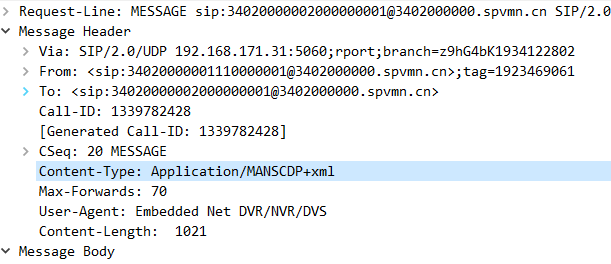 Request-Line: MESSAGE sip:34020000002000000001@3402000000.spvmn.cn SIP/2.0
Message Header
Via: SIP/2.0/UDP 192.168.171.31:5060;rport;branch=z9hG4bK1934122802
From: <sip:34020000001110000001@3402000000.spvmn.cn>;tag=1923469061
To: <sip:34020000002000000001@3402000000.spvmn.cn>
Call-ID: 1339782428
[Generated Call-ID: 1339782428]
CSeq: 20 MESSAGE
Content-Type: Application/MANSCDP+xml
Max-Forwards: 70
User-Agent: Embedded Net DVR/NVR/DVS
Content-Length:  1021
Message Body